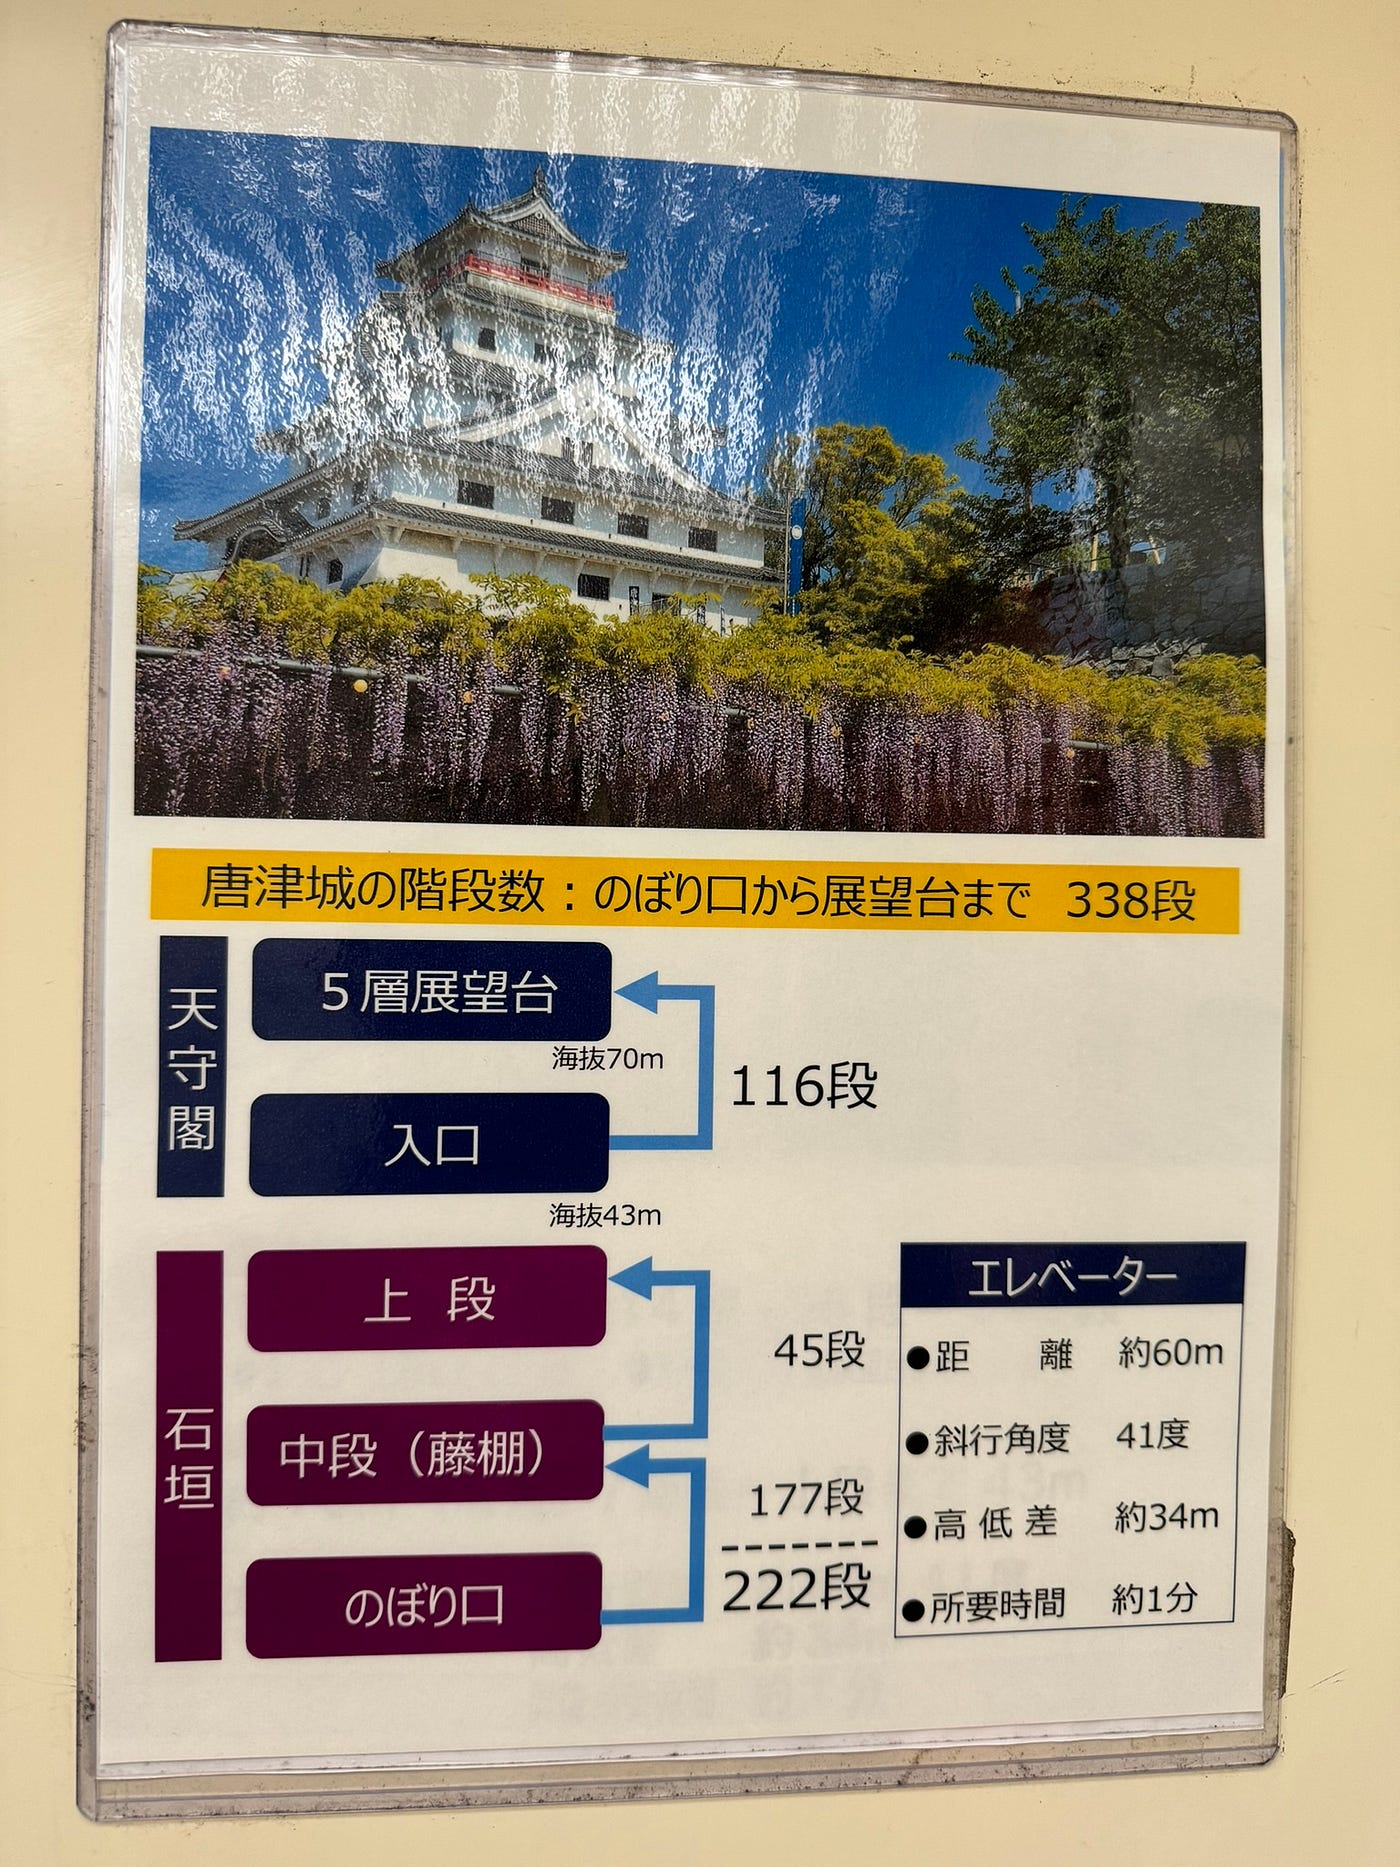 唐津城の階段数：のぼり口から展望台まで 338段
天守閣
５層展望台
海抜70m
116段
入口
海抜43m
石垣
上 段
45段
中段（藤棚）
177段
222段
のぼり口
エレベーター
●距 離 約60m
●斜行角度 41度
●高 低 差 約34m
●所要時間 約1分